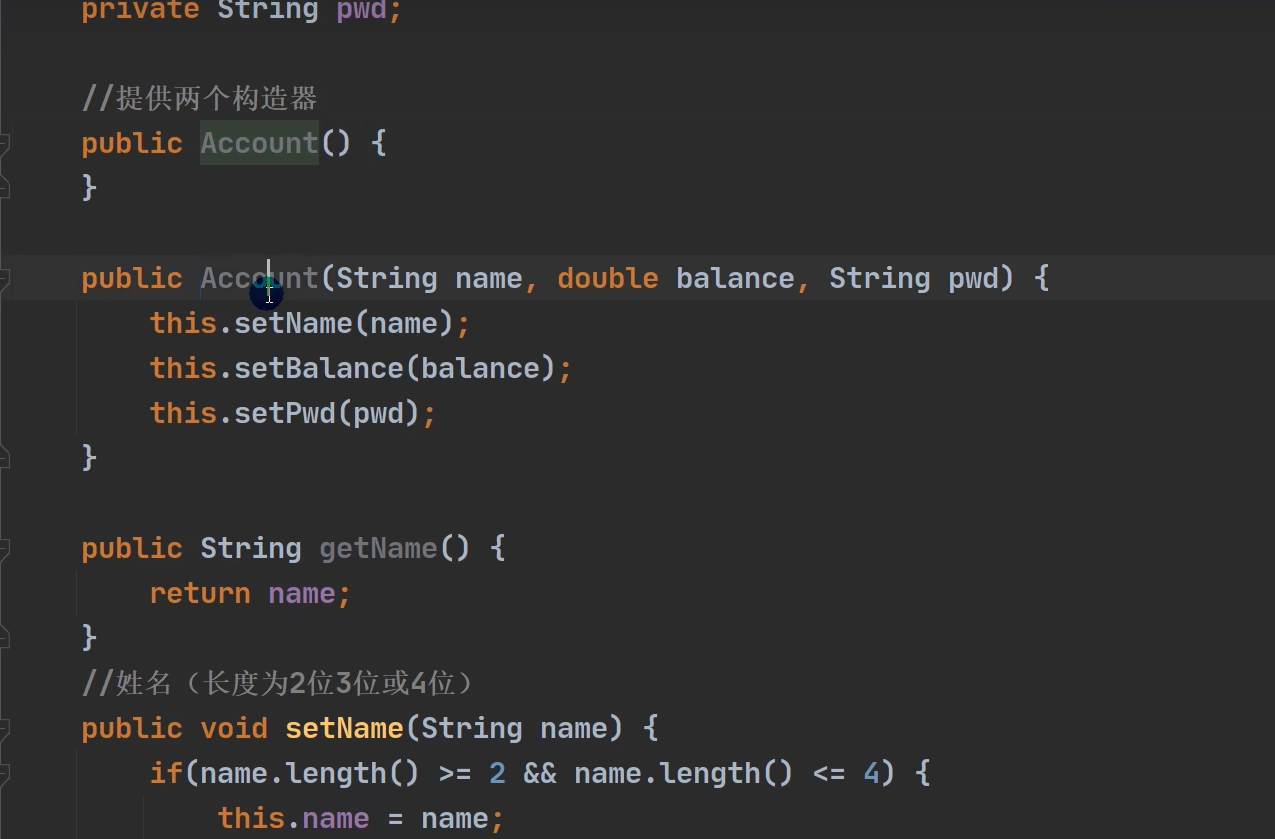 private String pwd;
//提供两个构造器
public Account() {
}
public Account(String name, double balance, String pwd) {
this.setName(name);
this.setBalance(balance);
this.setPwd(pwd);
}
public String getName() {
return name;
}
//姓名（长度为2位3位或4位）
public void setName(String name) {
if(name.length() >= 2 && name.length() <= 4) {
this.name = name;